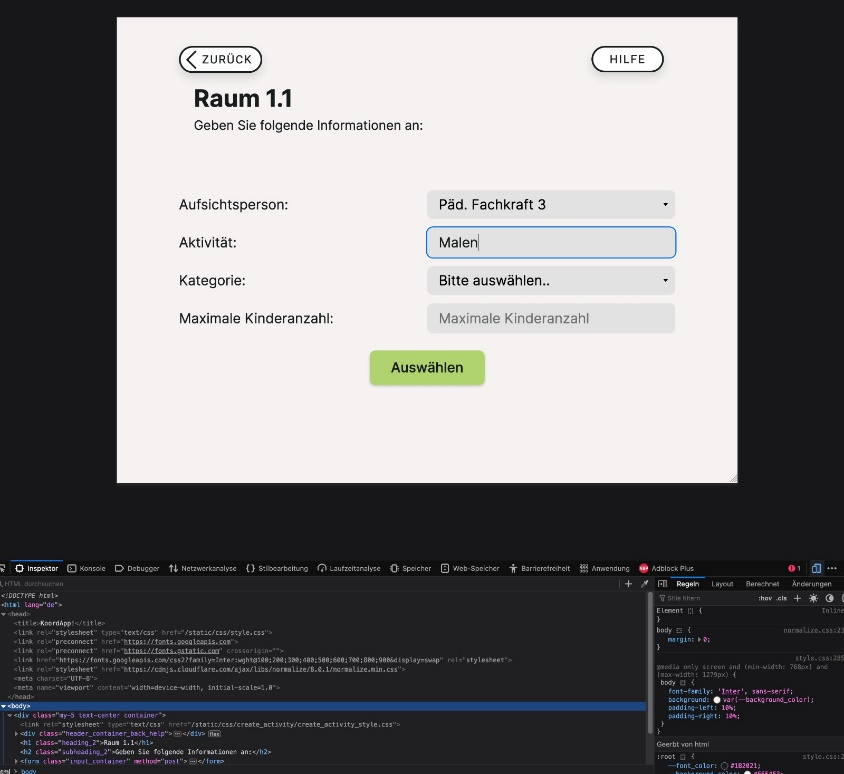 ZURÜCK
HILFE
Raum 1.1
Geben Sie folgende Informationen an:
Aufsichtsperson:
Päd. Fachkraft 3
Aktivität:
Malen
Kategorie:
Bitte auswählen..
Maximale Kinderanzahl:
Maximale Kinderanzahl
Auswählen
Inspektor Konsole Debugger Netzwerkanalyse {} Stilbearbeitung Laufzeitanalyse Speicher Web-Speicher Barrierefreiheit Anwendung Adblock Plus 1
HTML durchsuchen
Regeln Layout Berechnet Änderungen
<!DOCTYPE html>
<html lang="de">
<head>
<title>KoordApp!</title>
<link rel="stylesheet" type="text/css" href="/static/css/style.css">
<link rel="preconnect" href="https://fonts.googleapis.com">
<link rel="preconnect" href="https://fonts.gstatic.com" crossorigin="">
<link href="https://fonts.googleapis.com/css2?family=Inter:wght@100;200;300;400;500;600;700;800;900&display=swap" rel="stylesheet">
<link href="https://cdnjs.cloudflare.com/ajax/libs/normalize/8.0.1/normalize.min.css" rel="stylesheet">
<meta charset="UTF-8">
<meta name="viewport" content="width=device-width, initial-scale=1.0">
</head>
<body>
<div class="my-5 text-center container">
<link rel="stylesheet" type="text/css" href="/static/css/create_activity/create_activity_style.css">
<div class="header_container_back_help"></div> flex
<h1 class="heading_2">Raum 1.1</h1>
<h2 class="subheading_2">Geben Sie folgende Informationen an:</h2>
<form class="input_container" method="post"></form>
html > body
Stile filtern
:hov .cls +
Element {
Inline
}
body {
normalize.css:23
margin: 0;
}
@media only screen and (min-width: 768px) and
(max-width: 1279px) {
body {
font-family: 'Inter', sans-serif;
background: var(--background_color);
padding-left: 10%;
padding-right: 10%;
}
}
Geerbt von html
:root {
--font_color: #1B2021;